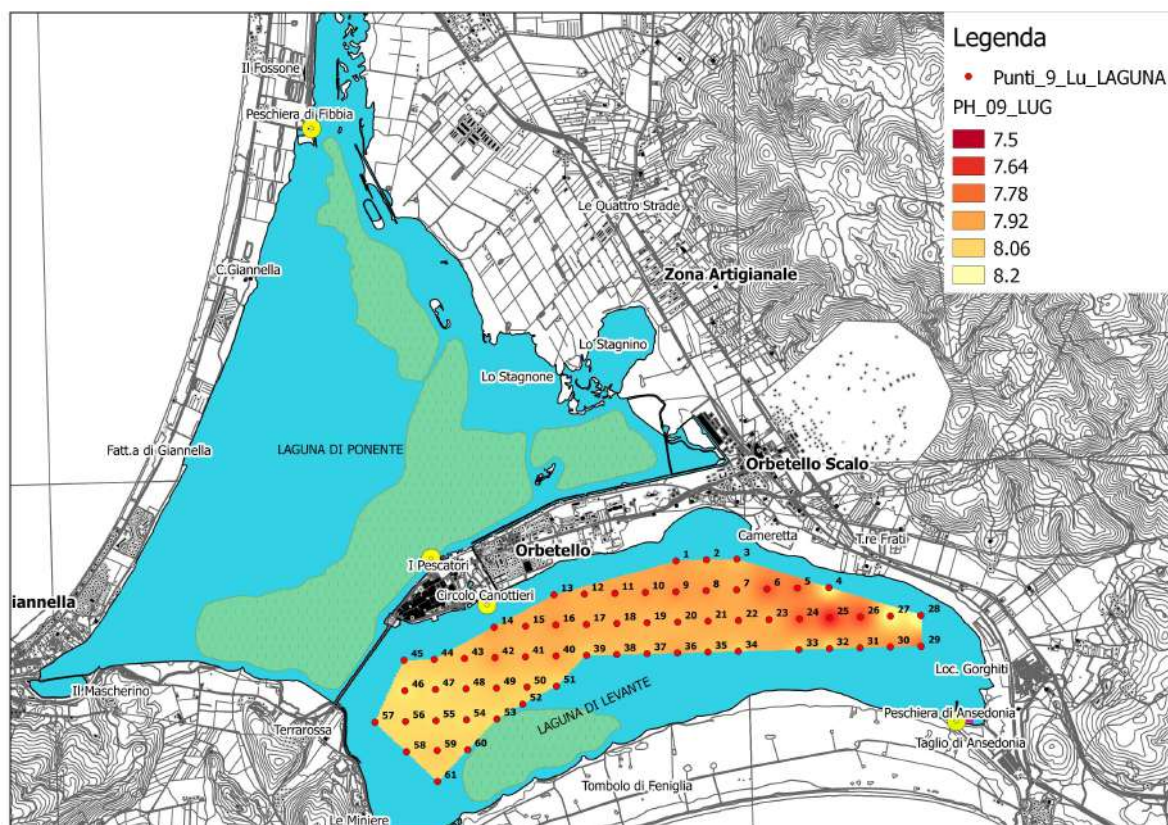 Legenda
Punti_9_Lu_LAGUNA
PH_09_LUG
7.5
7.64
7.78
7.92
8.06
8.2
Il Fossone
Peschiera di Fibbia
Le Quattro Strade
C.Giannella
Zona Artigianale
Lo Stagnino
Lo Stagnone
LAGUNA DI PONENTE
Fatt.a di Giannella
Orbetello Scalo
Orbetello
Cameretta
T.re Frati
I Pescatori
Circolo Canottieri
iannella
1 2 3
13 12 11 10 9 8 7 6 5 4
14 15 16 17 18 19 20 21 22 23 24 25 26 27 28
45 44 43 42 41 40 39 38 37 36 35 34 33 32 31 30 29
46 47 48 49 50 51
57 56 55 54 53 52
58 59 60
61
Loc. Gorghiti
Il Mascherino
LAGUNA DI LEVANTE
Peschiera di Ansedonia
Terrarossa
Taglio di Ansedonia
Tombolo di Feniglia
Le Miniere